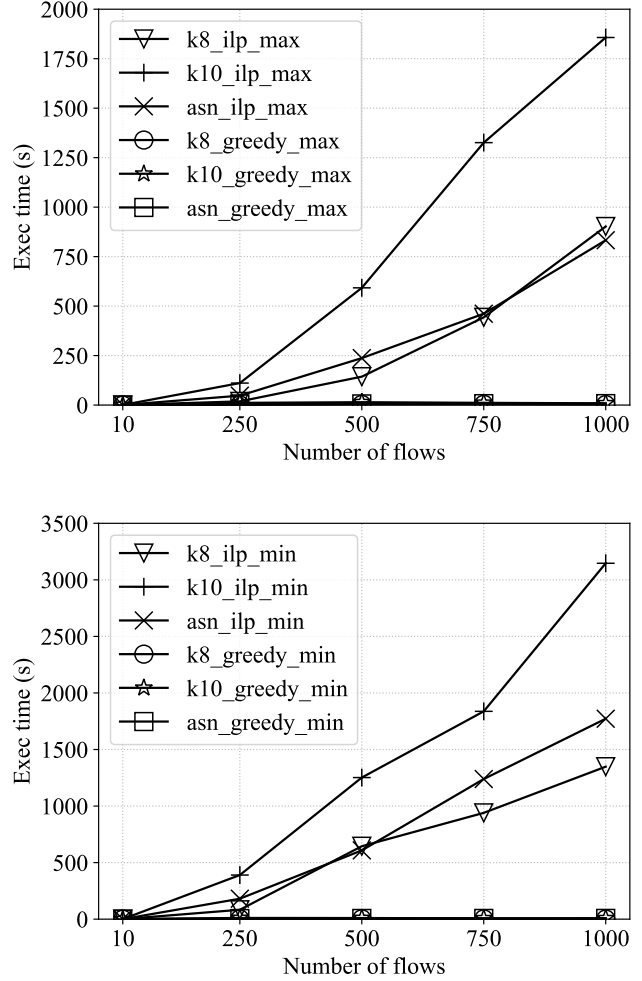 2000
1750
1500
1250
1000
750
500
250
0
Exec time (s)
k8_ilp_max
k10_ilp_max
asn_ilp_max
k8_greedy_max
k10_greedy_max
asn_greedy_max
10 250 500 750 1000
Number of flows
3500
3000
2500
2000
1500
1000
500
0
Exec time (s)
k8_ilp_min
k10_ilp_min
asn_ilp_min
k8_greedy_min
k10_greedy_min
asn_greedy_min
10 250 500 750 1000
Number of flows